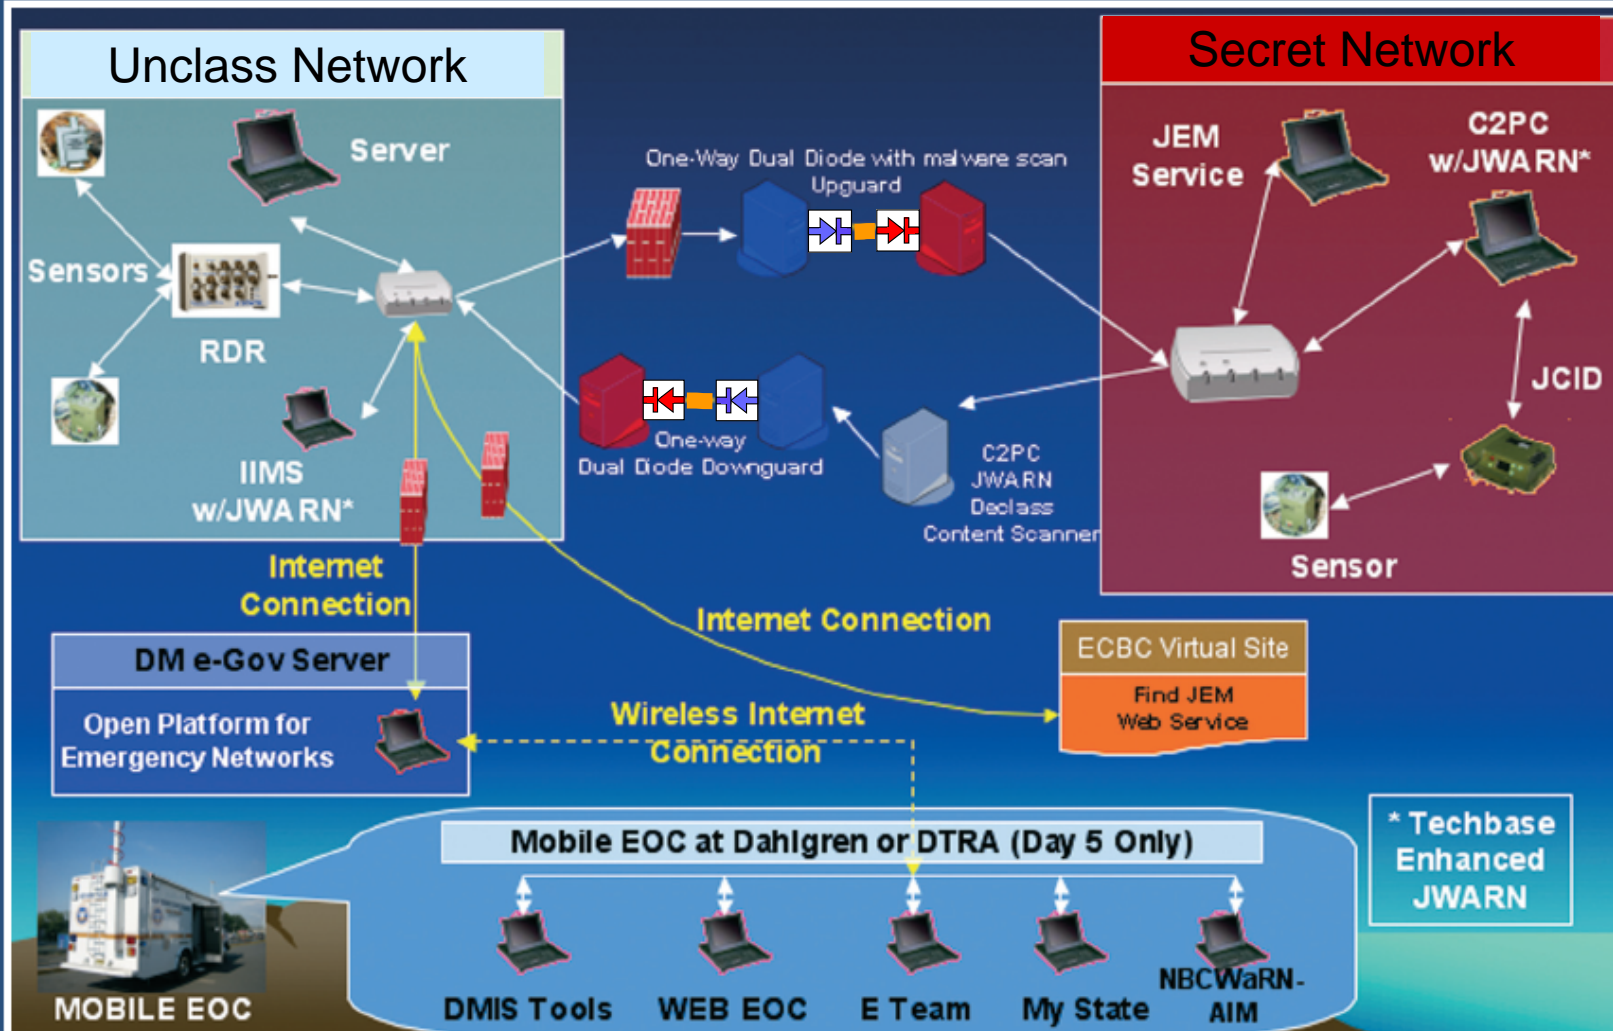 Unclass Network
Secret Network
Server
Sensors
RDR
IIMS
w/JWARN*
One-Way Dual Diode with malware scan
Upguard
One-way
Dual Diode Downguard
C2PC
JWARN
Declass
Content Scanner
JEM
Service
C2PC
w/JWARN*
JCID
Sensor
Internet
Connection
Internet Connection
DM e-Gov Server
Open Platform for
Emergency Networks
Wireless Internet
Connection
ECBC Virtual Site
Find JEM
Web Service
Mobile EOC at Dahlgren or DTRA (Day 5 Only)
* Techbase
Enhanced
JWARN
MOBILE EOC
DMIS Tools
WEB EOC
E Team
My State
NBCWaRN-
AIM